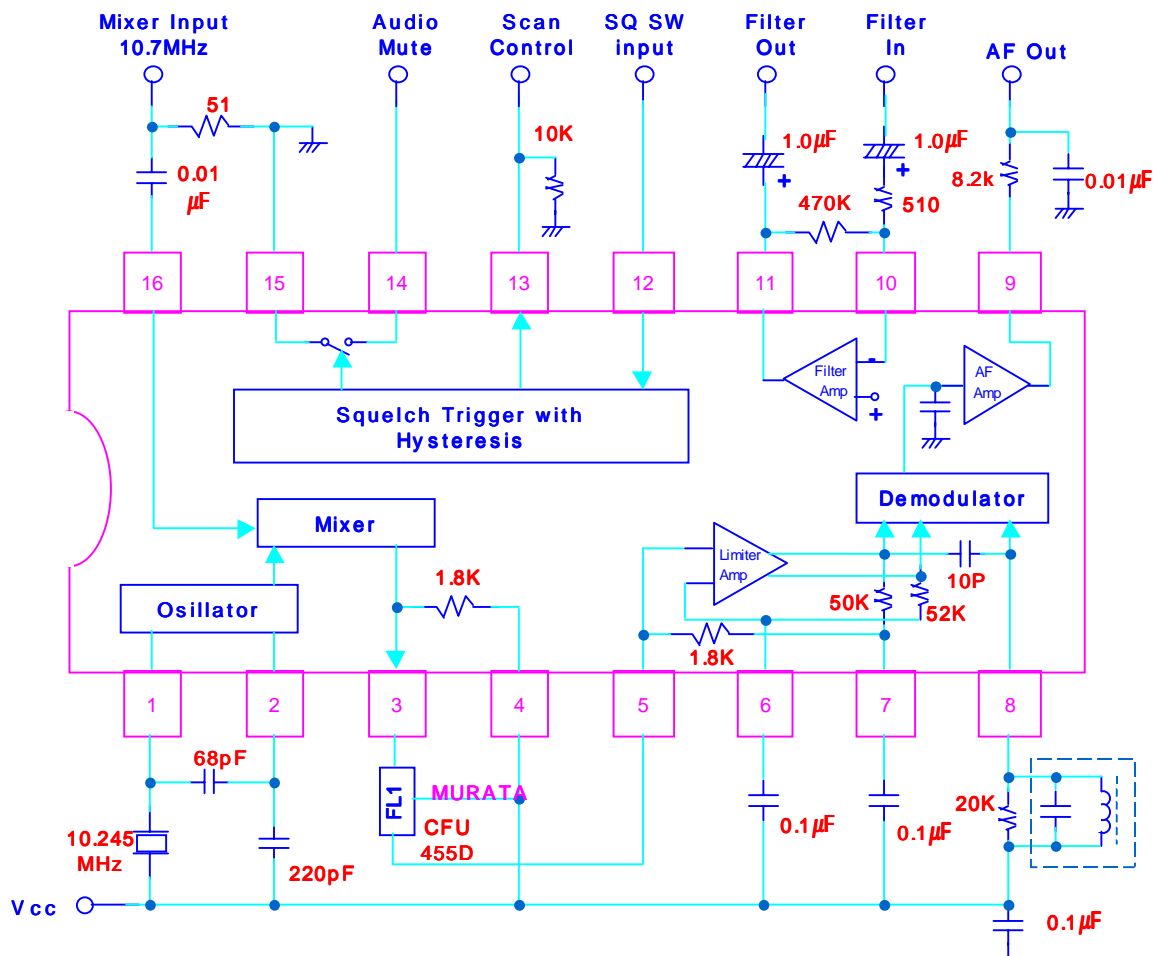 Mixer Input
10.7MHz
Audio
Mute
Scan
Control
SQ SW
input
Filter
Out
Filter
In
AF Out
51
0.01
µF
10K
1.0µF
+
1.0µF
+
470K
510
8.2k
0.01µF
16
15
14
13
12
11
10
9
Squelch Trigger with
Hysteresis
Filter
Amp
-
+
AF
Amp
Demodulator
Mixer
Osillator
1.8K
Limiter
Amp
10P
50K
52K
1.8K
1
2
3
4
5
6
7
8
68pF
10.245
MHz
220pF
FL1
MURATA
CFU
455D
0.1µF
0.1µF
20K
Vcc
0.1µF